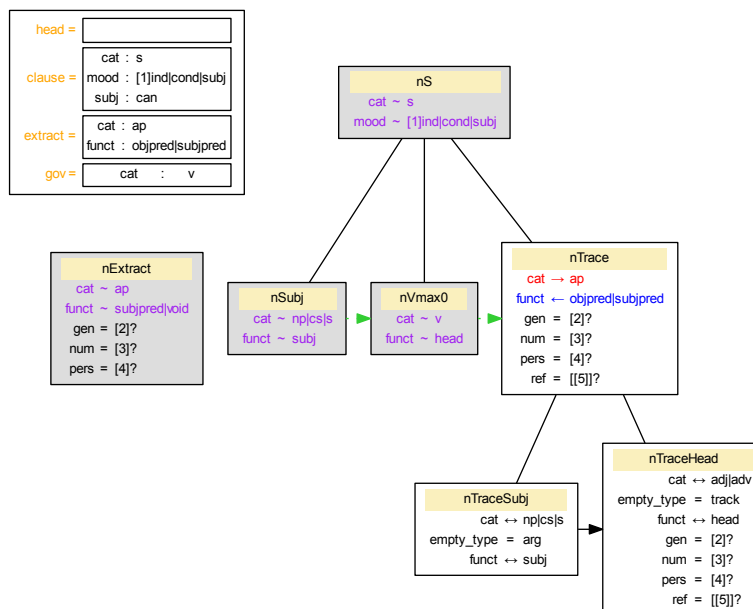 head =
clause =
cat : s
mood : [1]ind|cond|subj
subj : can
extract =
cat : ap
funct : objpred|subjpred
gov =
cat : v
nS
cat ~ s
mood ~ [1]ind|cond|subj
nExtract
cat ~ ap
funct ~ subjpred|void
gen = [2]?
num = [3]?
pers = [4]?
nSubj
cat ~ np|cs|s
funct ~ subj
nVmax0
cat ~ v
funct ~ head
nTrace
cat → ap
funct ← objpred|subjpred
gen = [2]?
num = [3]?
pers = [4]?
ref = [[5]]?
nTraceSubj
cat ↔ np|cs|s
empty_type = arg
funct ↔ subj
nTraceHead
cat ↔ adj|adv
empty_type = track
funct ↔ head
gen = [2]?
num = [3]?
pers = [4]?
ref = [[5]]?